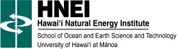 HNEI
Hawai'i Natural Energy Institute
School of Ocean and Earth Science and Technology
University of Hawai'i at Mānoa